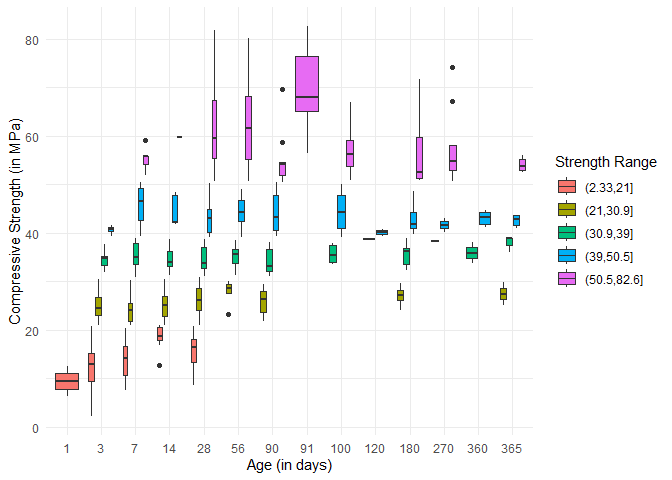 80
60
40
20
0
Compressive Strength (in MPa)
1 3 7 14 28 56 90 91 100 120 180 270 360 365
Age (in days)
Strength Range
(2.33,21]
(21,30.9]
(30.9,39]
(39,50.5]
(50.5,82.6]